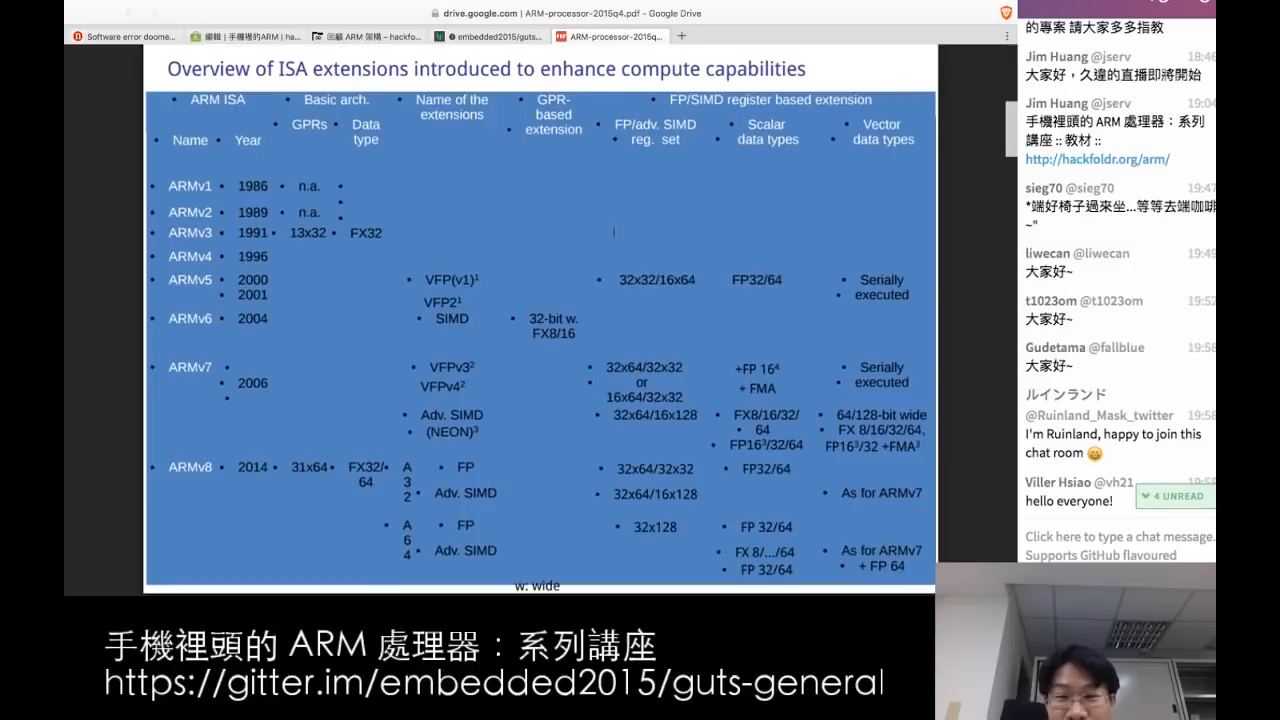 drive.google.com | ARM-processor-2015q4.pdf - Google Drive
Software error doome...
編輯 | 手機裡的ARM | ha...
回顧 ARM 架構 – hackfo...
embedded2015/guts...
ARM-processor-2015q...
Overview of ISA extensions introduced to enhance compute capabilities
ARM ISA Basic arch. Name of the extensions GPR-based extension FP/SIMD register based extension
Name Year GPRs Data type FP/adv. SIMD reg. set Scalar data types Vector data types
ARMv1 1986 n.a.
ARMv2 1989 n.a.
ARMv3 1991 13x32 FX32
ARMv4 1996
ARMv5 2000 VFP(v1)¹ 32x32/16x64 FP32/64 Serially executed
2001 VFP2¹
ARMv6 2004 SIMD 32-bit w. FX8/16
ARMv7 2006 VFPv3² 32x64/32x32 or 16x64/32x32 +FP 16⁴ Serially executed
VFPv4² + FMA
Adv. SIMD (NEON)³ 32x64/16x128 FX8/16/32/64 64/128-bit wide
FP16³/32/64 FX 8/16/32/64, FP16³/32 +FMA³
ARMv8 2014 31x64 FX32/64 A32 FP 32x64/32x32 FP32/64
Adv. SIMD 32x64/16x128 As for ARMv7
A64 FP 32x128 FP 32/64
Adv. SIMD FX 8/.../64 As for ARMv7
FP 32/64 + FP 64
w: wide
的專案 請大家多多指教
Jim Huang @jserv 18:46
大家好，久違的直播即將開始
Jim Huang @jserv 19:04
手機裡頭的 ARM 處理器：系列
講座 :: 教材 ::
http://hackfoldr.org/arm/
sieg70 @sieg70 19:47
*端好椅子過來坐...等等去端咖啡
~"
liwecan @liwecan 19:49
大家好~
t1023om @t1023om 19:52
大家好~
Gudetama @fallblue 19:58
大家好~
ルインランド
@Ruinland_Mask_twitter 19:58
I'm Ruinland, happy to join this
chat room
Viller Hsiao @vh21
hello everyone!
4 UNREAD
Click here to type a chat message.
Supports GitHub flavoured
手機裡頭的 ARM 處理器：系列講座
https://gitter.im/embedded2015/guts-general